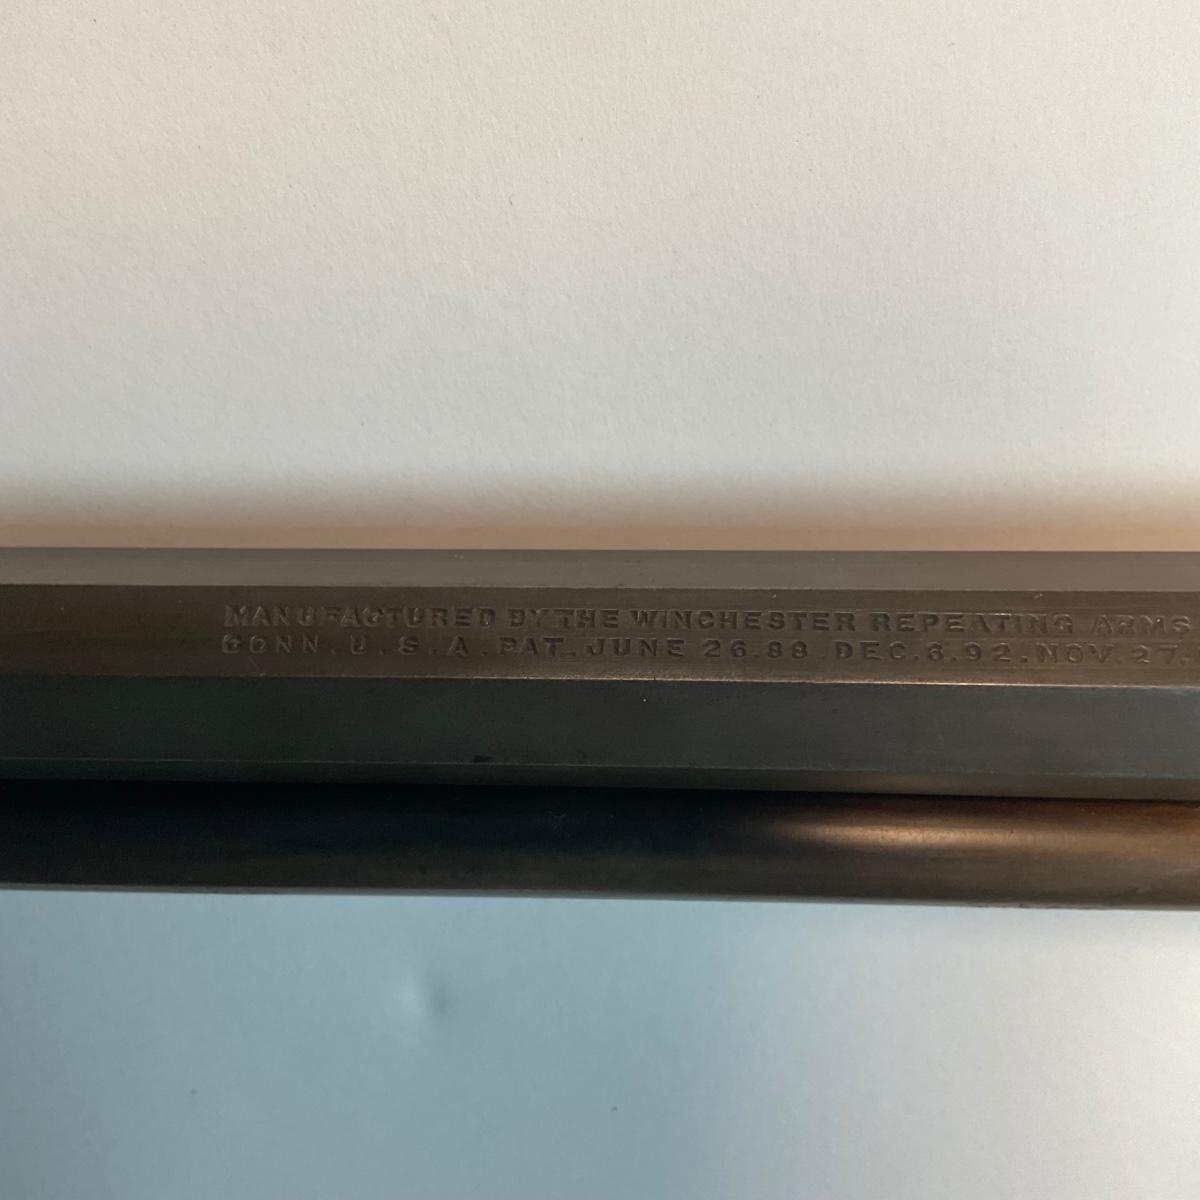 MANUFACTURED BY THE WINCHESTER REPEATING ARMS
CONN. U. S. A. PAT. JUNE 26. 88 DEC. 6. 92. NOV. 27.